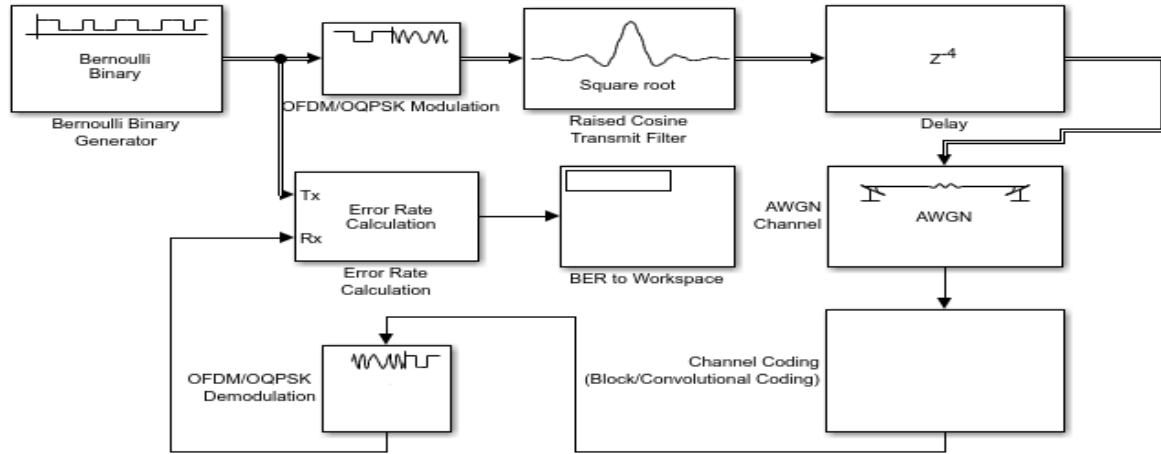 Bernoulli
Binary
Bernoulli Binary
Generator
OFDM/OQPSK Modulation
Square root
Raised Cosine
Transmit Filter
z-4
Delay
Tx
Rx
Error Rate
Calculation
Error Rate
Calculation
BER to Workspace
AWGN
Channel
AWGN
OFDM/OQPSK
Demodulation
Channel Coding
(Block/Convolutional Coding)